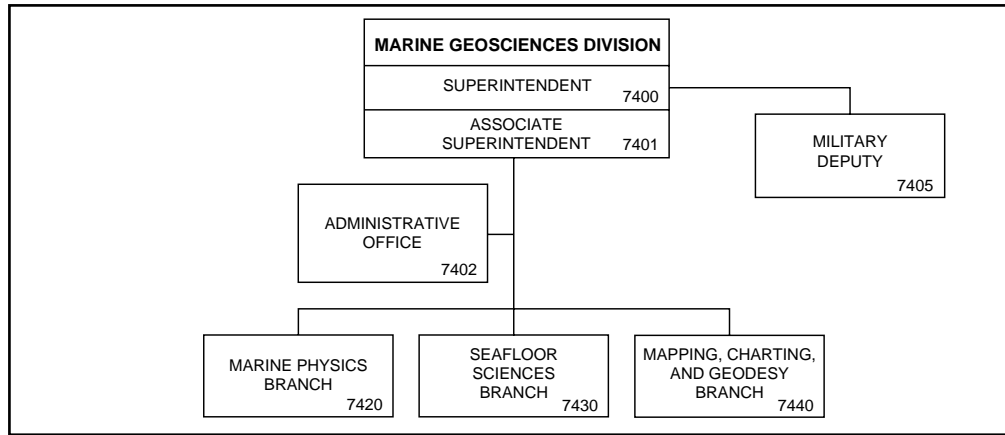 MARINE GEOSCIENCES DIVISION
SUPERINTENDENT
7400
ASSOCIATE
SUPERINTENDENT
7401
MILITARY
DEPUTY
7405
ADMINISTRATIVE
OFFICE
7402
MARINE PHYSICS
BRANCH
7420
SEAFLOOR
SCIENCES
BRANCH
7430
MAPPING, CHARTING,
AND GEODESY
BRANCH
7440